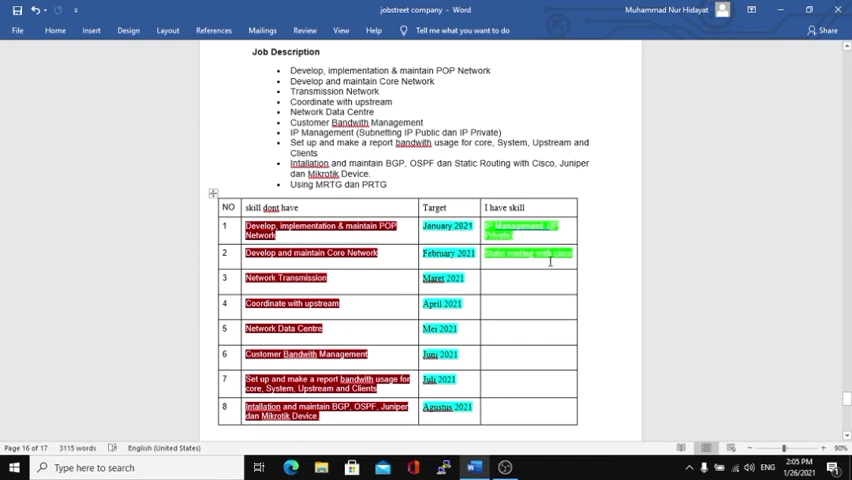 jobstreet company - Word
Muhammad Nur Hidayat
File Home Insert Draw Design Layout References Mailings Review View Help Tell me what you want to do Share
Job Description
• Develop, implementation & maintain POP Network
• Develop and maintain Core Network
• Transmission Network
• Coordinate with upstream
• Network Data Centre
• Customer Bandwith Management
• IP Management (Subnetting IP Public dan IP Private)
• Set up and make a report bandwith usage for core, System, Upstream and
Clients
• Intallation and maintain BGP, OSPF dan Static Routing with Cisco, Juniper
dan Mikrotik Device.
• Using MRTG dan PRTG
NO skill dont have Target I have skill
1 Develop, implementation & maintain POP January 2021 IP Management IP
Network Private
2 Develop and maintain Core Network February 2021 Static routing with cisco
3 Network Transmission Maret 2021
4 Coordinate with upstream April 2021
5 Network Data Centre Mei 2021
6 Customer Bandwith Management Juni 2021
7 Set up and make a report bandwith usage for Juli 2021
core, System, Upstream and Clients
8 Intallation and maintain BGP, OSPF, Juniper Agustus 2021
dan Mikrotik Device
Page 16 of 17 3115 words English (United States) 90%
Type here to search
ENG
2:05 PM
1/26/2021